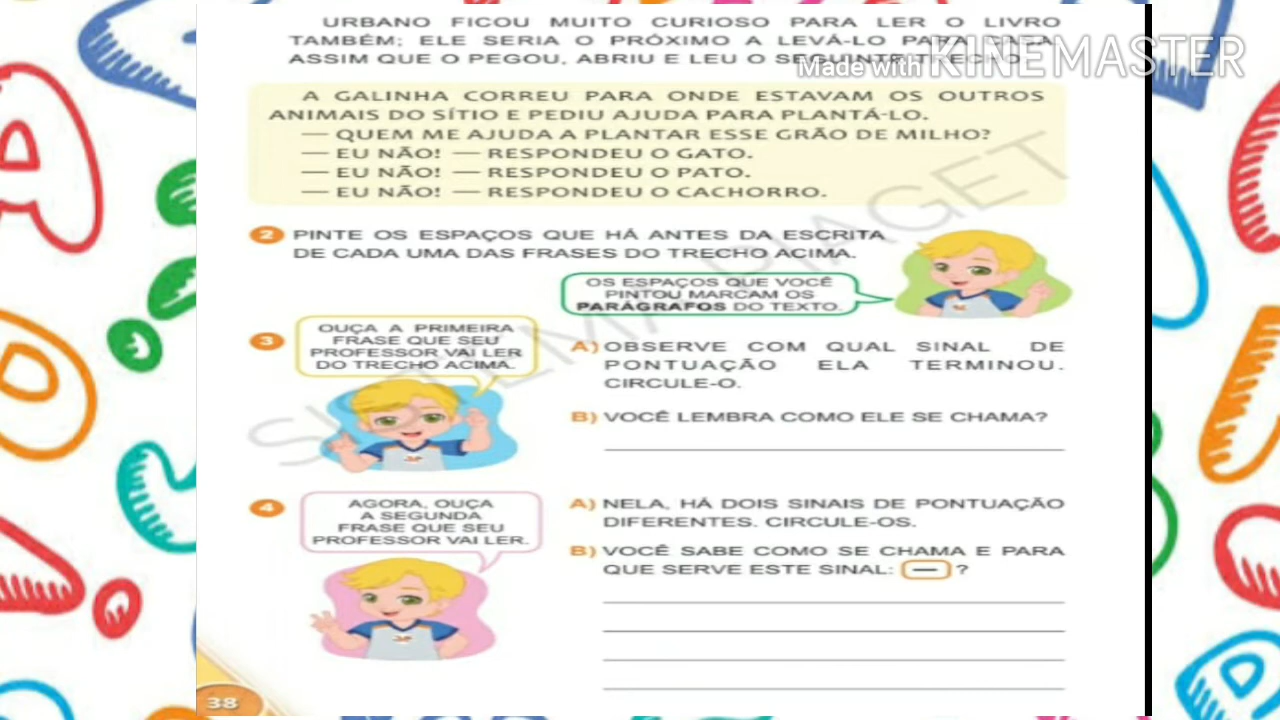 URBANO FICOU MUITO CURIOSO PARA LER O LIVRO
TAMBÉM; ELE SERIA O PRÓXIMO A LEVÁ-LO PARA CASA.
ASSIM QUE O PEGOU, ABRIU E LEU O SEGUINTE TRECHO:
Made with KINEMASTER
A GALINHA CORREU PARA ONDE ESTAVAM OS OUTROS
ANIMAIS DO SÍTIO E PEDIU AJUDA PARA PLANTÁ-LO.
— QUEM ME AJUDA A PLANTAR ESSE GRÃO DE MILHO?
— EU NÃO! — RESPONDEU O GATO.
— EU NÃO! — RESPONDEU O PATO.
— EU NÃO! — RESPONDEU O CACHORRO.
2 PINTE OS ESPAÇOS QUE HÁ ANTES DA ESCRITA
DE CADA UMA DAS FRASES DO TRECHO ACIMA.
OS ESPAÇOS QUE VOCÊ
PINTOU MARCAM OS
PARÁGRAFOS DO TEXTO.
3 OUÇA A PRIMEIRA
FRASE QUE SEU
PROFESSOR VAI LER
DO TRECHO ACIMA.
A) OBSERVE COM QUAL SINAL DE
PONTUAÇÃO ELA TERMINOU.
CIRCULE-O.
B) VOCÊ LEMBRA COMO ELE SE CHAMA?
4 AGORA, OUÇA
A SEGUNDA
FRASE QUE SEU
PROFESSOR VAI LER.
A) NELA, HÁ DOIS SINAIS DE PONTUAÇÃO
DIFERENTES. CIRCULE-OS.
B) VOCÊ SABE COMO SE CHAMA E PARA
QUE SERVE ESTE SINAL: — ?
SISTEMA PIAGET
38